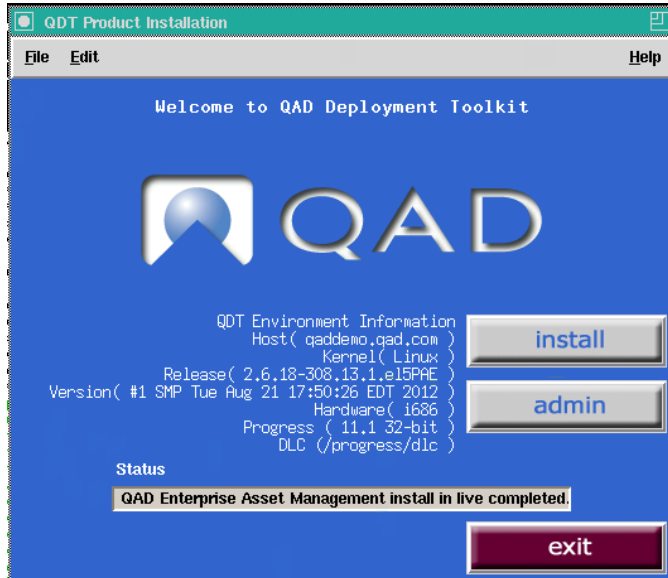 QDT Product Installation
File Edit Help
Welcome to QAD Deployment Toolkit
QAD
QDT Environment Information
Host( qaddemo.qad.com )
Kernel( Linux )
Release( 2.6.18-308.13.1.el5PAE )
Version( #1 SMP Tue Aug 21 17:50:26 EDT 2012 )
Hardware( i686 )
Progress ( 11.1 32-bit )
DLC (/progress/dlc )
install
admin
Status
QAD Enterprise Asset Management install in live completed.
exit